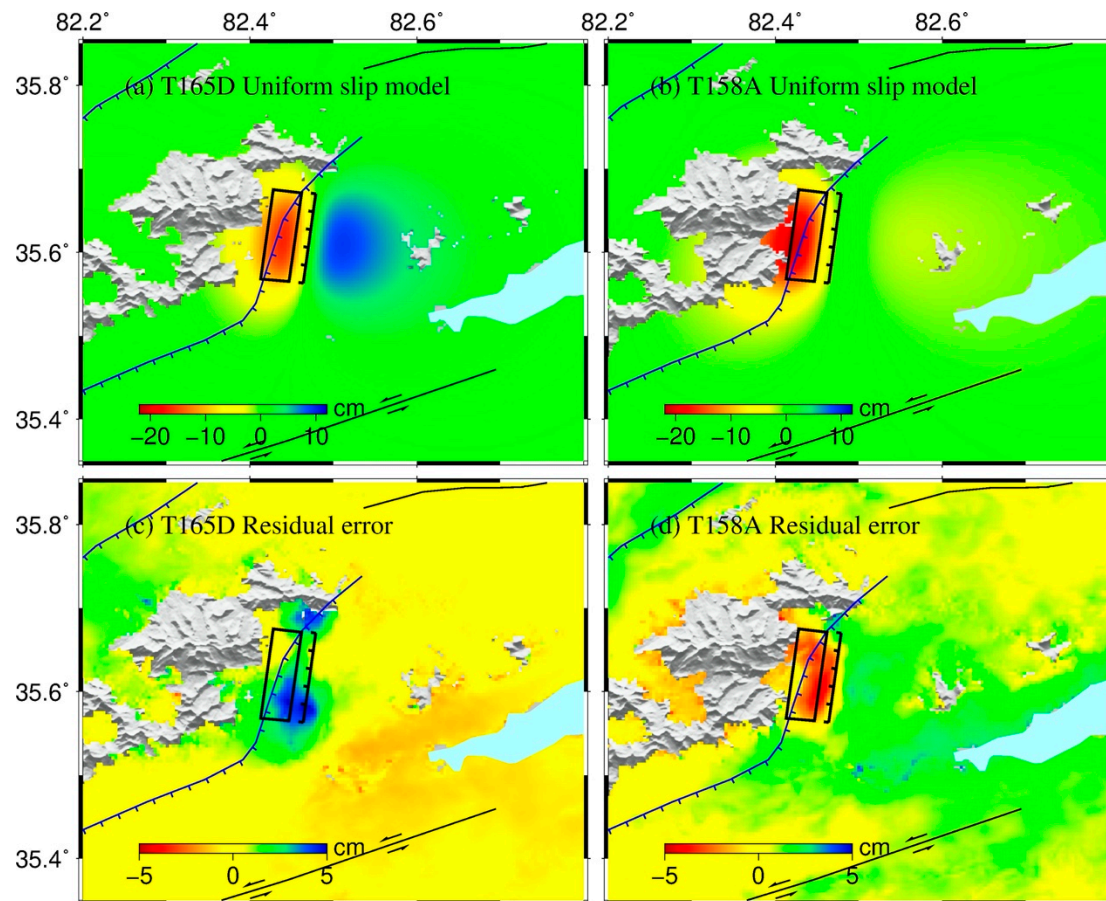 82.2 82.4 82.6 82.2 82.4 82.6
(a) T165D Uniform slip model
(b) T158A Uniform slip model
35.8°
35.6°
35.4°
cm
−20 −10 0 10
cm
−20 −10 0 10
(c) T165D Residual error
(d) T158A Residual error
35.8°
35.6°
35.4°
cm
−5 0 5
cm
−5 0 5